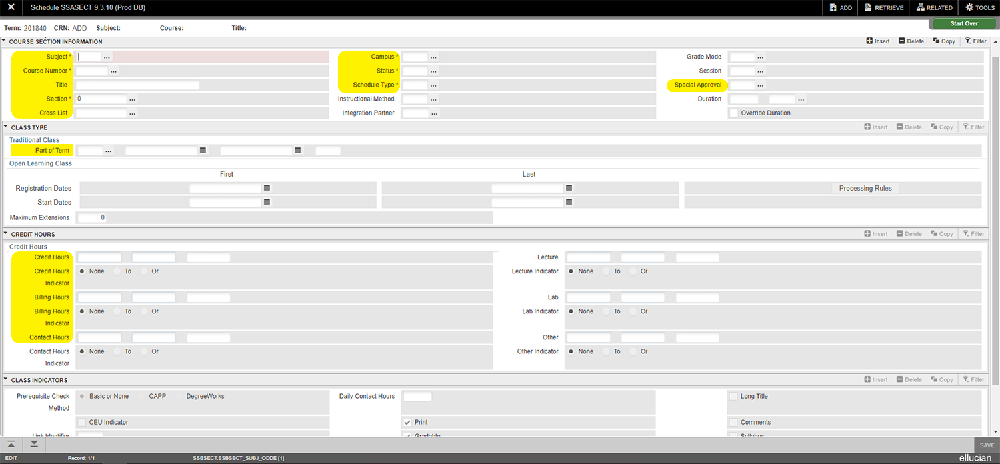 Schedule SSASECT 9.3.10 (Prod DB) ADD RETRIEVE RELATED TOOLS
Term: 201840 CRN: ADD Subject: Course: Title: Start Over
COURSE SECTION INFORMATION Insert Delete Copy Filter
Subject * ... Campus * ... Grade Mode ...
Course Number * ... Status * ... Session ...
Title Schedule Type * ... Special Approval ...
Section * 0 ... Instructional Method ... Duration ...
Cross List ... Integration Partner ... Override Duration
CLASS TYPE Insert Delete Copy Filter
Traditional Class
Part of Term ...
Open Learning Class
First Last
Registration Dates Processing Rules
Start Dates
Maximum Extensions 0
CREDIT HOURS Insert Delete Copy Filter
Credit Hours
Credit Hours Lecture
Credit Hours None To Or Lecture Indicator None To Or
Indicator
Billing Hours Lab
Billing Hours None To Or Lab Indicator None To Or
Indicator
Contact Hours Other
Contact Hours None To Or Other Indicator None To Or
Indicator
CLASS INDICATORS Insert Delete Copy Filter
Prerequisite Check Basic or None CAPP DegreeWorks Daily Contact Hours Long Title
Method
CEU Indicator Print Comments
Link Identifier Gradable Syllabus
SAVE
EDIT Record: 1/1 SSBSECT.SSBSECT_SUBJ_CODE [1] ellucian